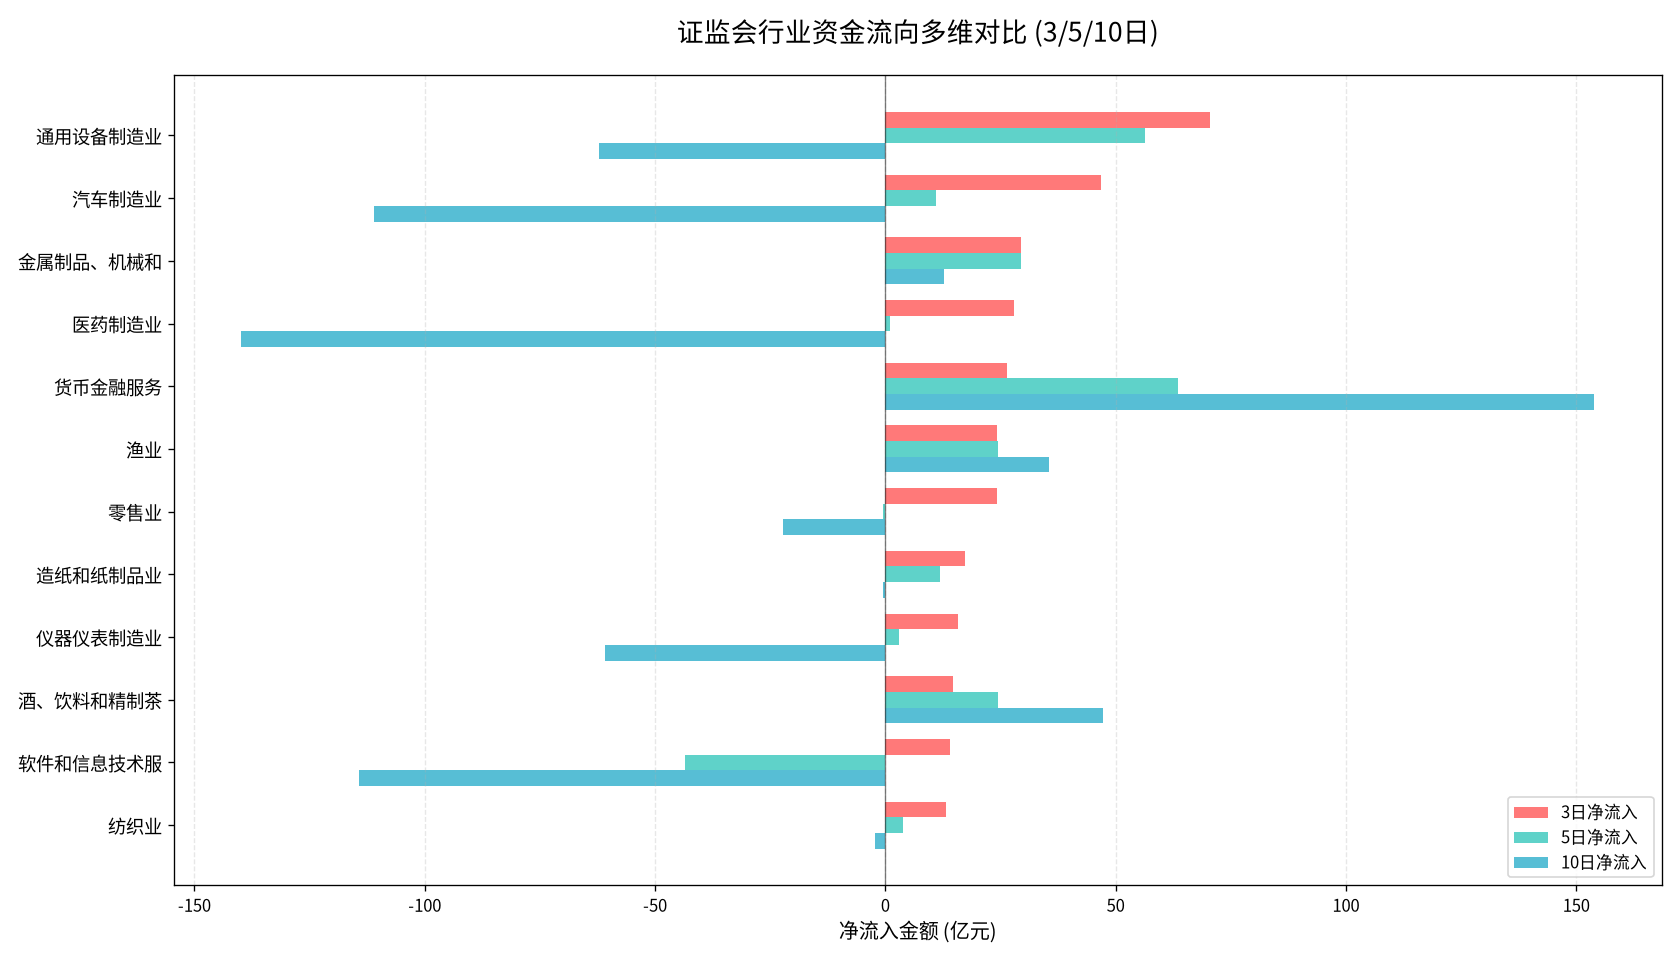 证监会行业资金流向多维对比 (3/5/10日)
通用设备制造业
汽车制造业
金属制品、机械和
医药制造业
货币金融服务
渔业
零售业
造纸和纸制品业
仪器仪表制造业
酒、饮料和精制茶
软件和信息技术服
纺织业
3日净流入
5日净流入
10日净流入
-150 -100 -50 0 50 100 150
净流入金额 (亿元)